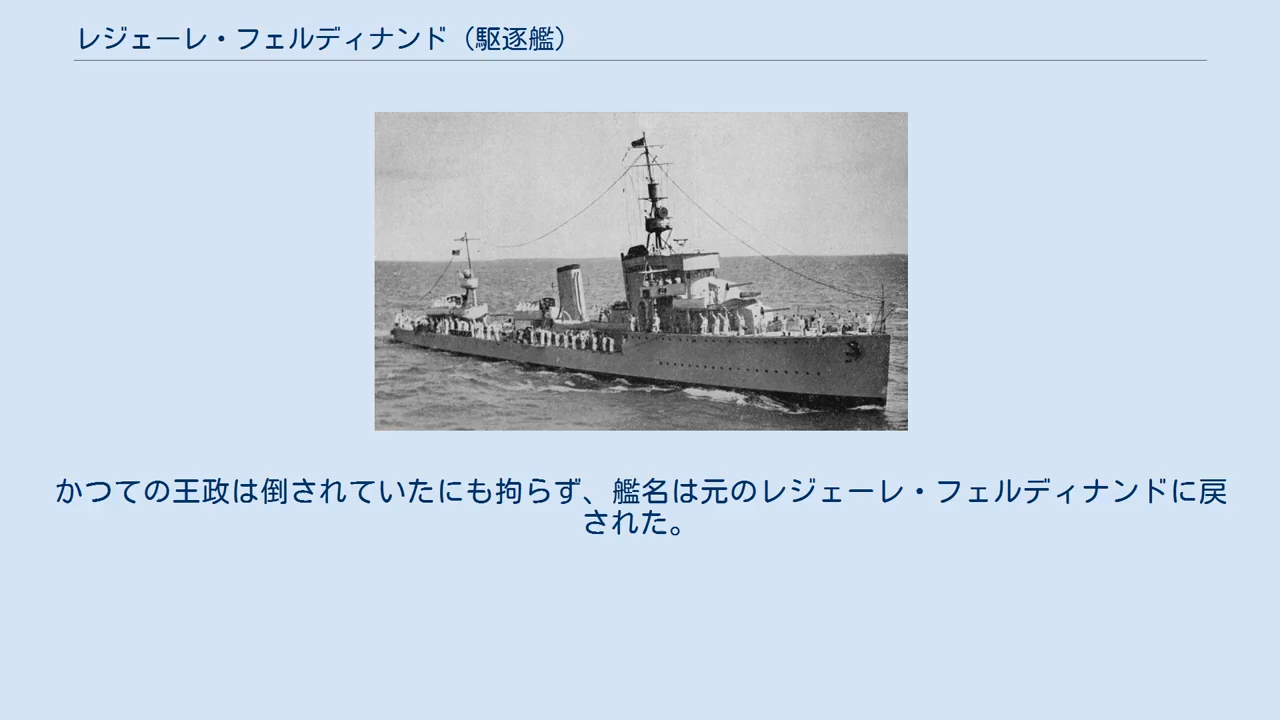 レジェーレ・フェルディナンド（駆逐艦）
かつての王政は倒されていたにも拘らず、艦名は元のレジェーレ・フェルディナンドに戻
された。